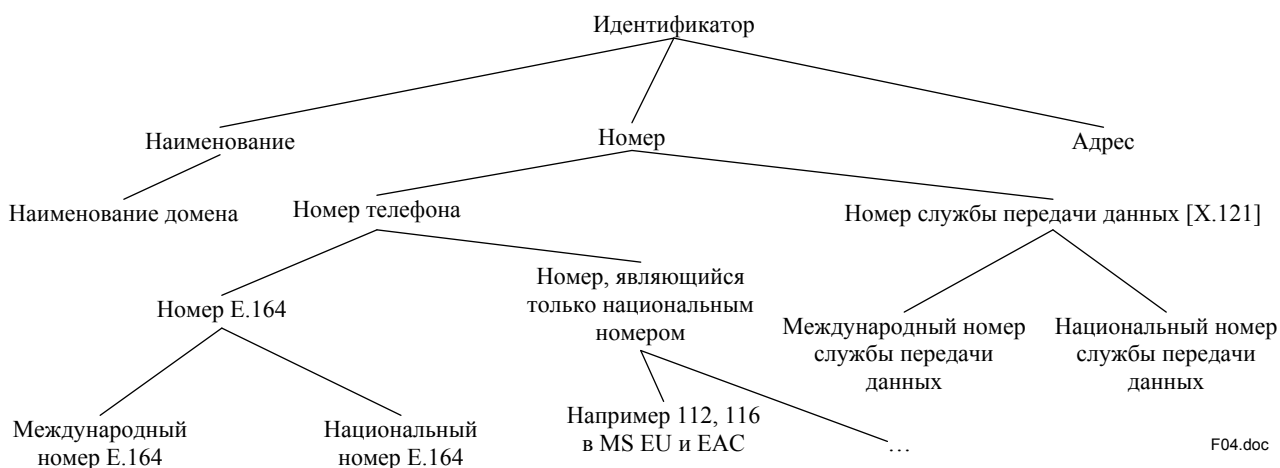 Идентификатор
Наименование
Номер
Адрес
Наименование домена
Номер телефона
Номер службы передачи данных [X.121]
Номер E.164
Номер, являющийся
только национальным
номером
Международный номер
службы передачи
данных
Национальный номер
службы передачи
данных
Международный
номер E.164
Национальный
номер E.164
Например 112, 116
в MS EU и EAC
…
F04.doc